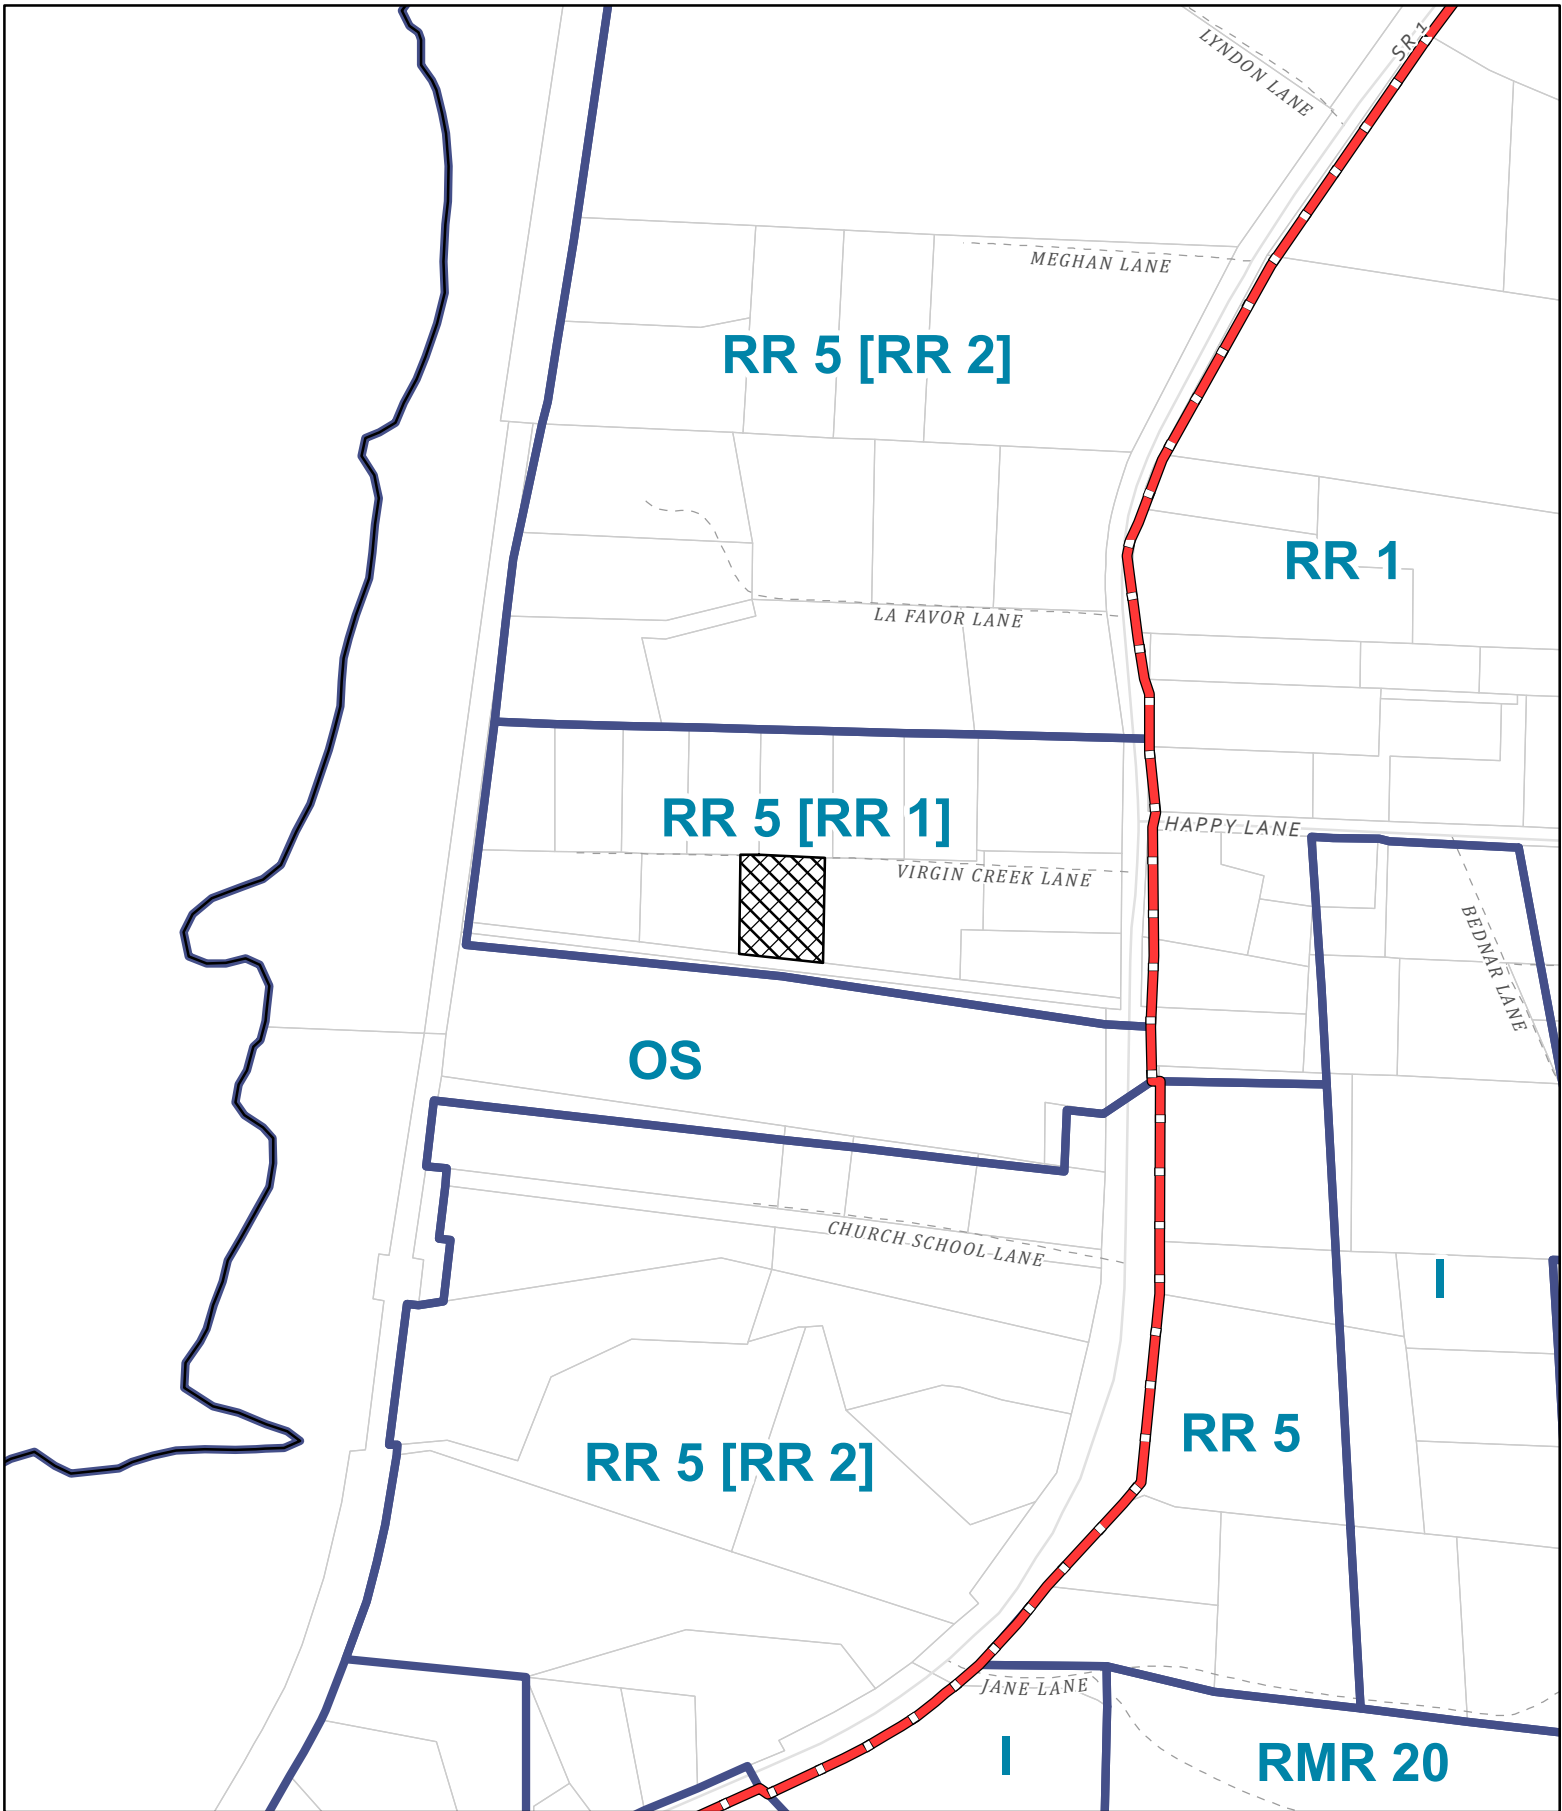 LYNDON LANE
SR 1
MEGHAN LANE
RR 5 [RR 2]
RR 1
LA FAVOR LANE
RR 5 [RR 1]
HAPPY LANE
VIRGIN CREEK LANE
BEDNAR LANE
OS
CHURCH SCHOOL LANE
I
RR 5
RR 5 [RR 2]
JANE LANE
I
RMR 20